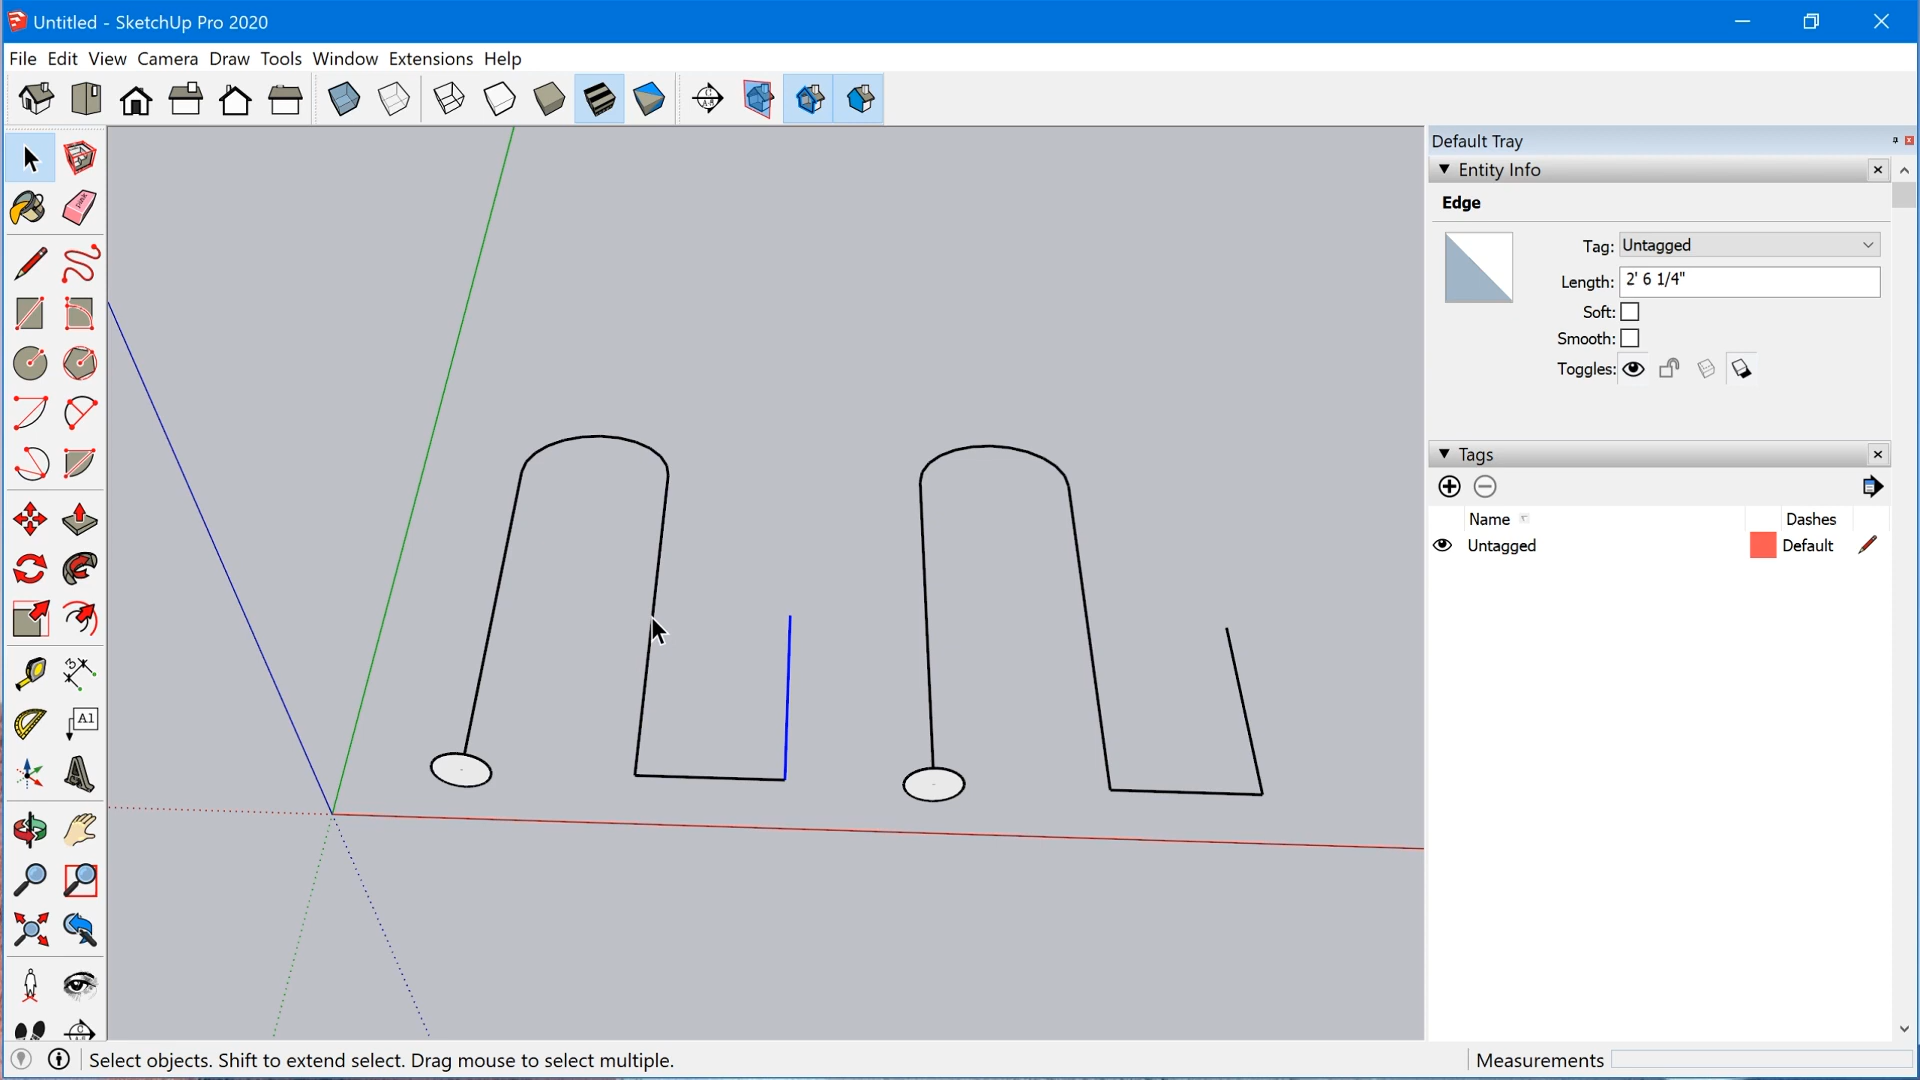 Untitled - SketchUp Pro 2020
File Edit View Camera Draw Tools Window Extensions Help
Default Tray
Entity Info
Edge
Tag: Untagged
Length: 2' 6 1/4"
Soft:
Smooth:
Toggles:
Tags
Name Dashes
Untagged Default
A1
Select objects. Shift to extend select. Drag mouse to select multiple.
Measurements